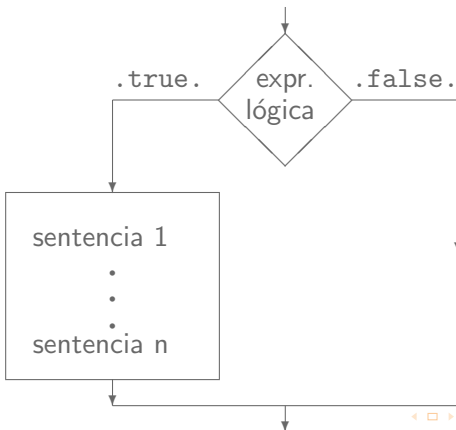 .true.
expr.
lógica
.false.
sentencia 1
sentencia n